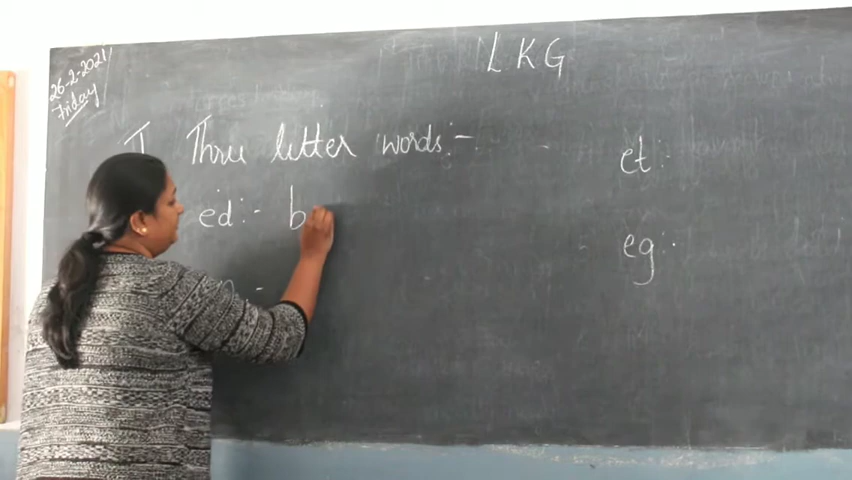 26-2-2021
Friday
LKG
I Three letter words:-
ed:- b
et:-
eg: